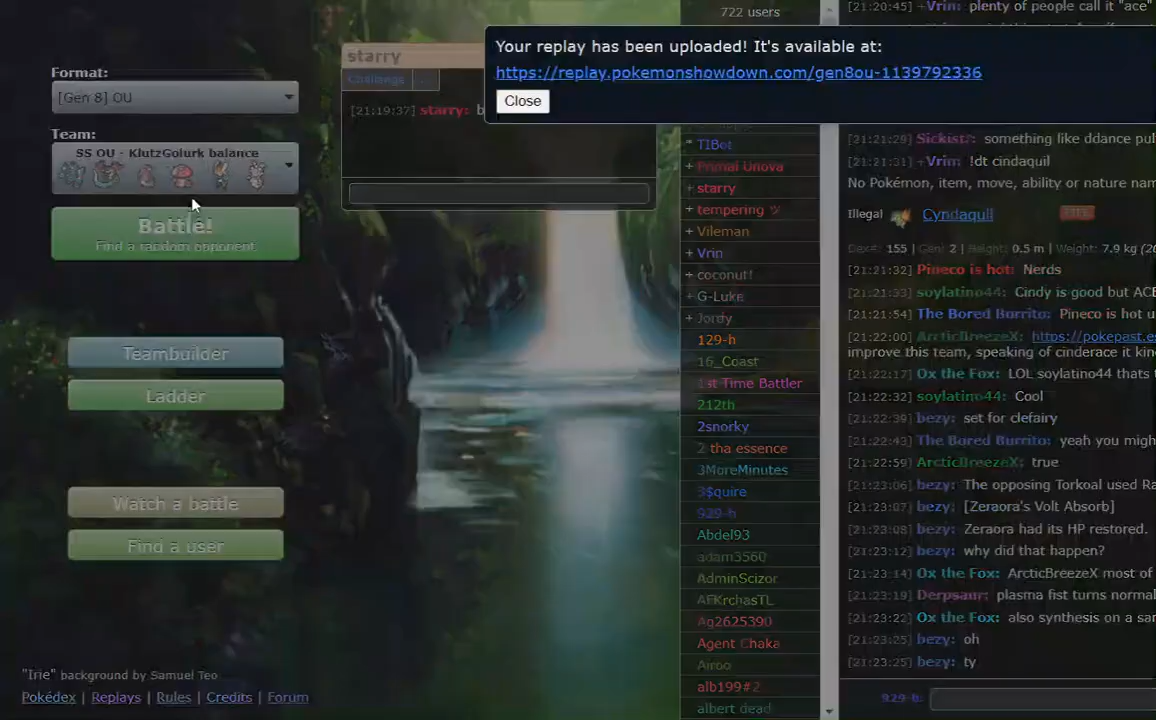 Format:
[Gen 8] OU
Team:
SS OU - KlutzGolurk balance
Battle!
Find a random opponent
Teambuilder
Ladder
Watch a battle
Find a user
"Irie" background by Samuel Teo
Pokédex Replays Rules Credits Forum
starry
Challenge
[21:19:37] starry: b
Your replay has been uploaded! It's available at:
https://replay.pokemonshowdown.com/gen8ou-1139792336
Close
722 users
* TIBot
+ Primal Unova
+ starry
+ tempering ツ
+ Vileman
+ Vrin
+ coconut!
+ G-Luke
+ Jordy
129-h
16_Coast
1st Time Battler
212th
2snorky
2 tha essence
3MoreMinutes
3$quire
929-h
Abdel93
adam3560
AdminScizor
AFKrchasTL
Ag2625390
Agent Chaka
Airoo
alb199#2
albert dead
[21:20:45] +Vrin: plenty of people call it "ace"
[21:21:29] Sickist: something like ddance pul
[21:21:31] +Vrin: !dt cindaquil
No Pokémon, item, move, ability or nature nam
Illegal Cyndaquil FIRE
Dex#: 155 | Gen: 2 | Height: 0.5 m | Weight: 7.9 kg (20
[21:21:32] Pineco is hot: Nerds
[21:21:33] soylatino44: Cindy is good but ACE
[21:21:54] The Bored Burrito: Pineco is hot u
[21:22:00] ArcticBreezeX: https://pokepast.es
improve this team, speaking of cinderace it kin
[21:22:17] Ox the Fox: LOL soylatino44 thats t
[21:22:32] soylatino44: Cool
[21:22:39] bezy: set for clefairy
[21:22:43] The Bored Burrito: yeah you migh
[21:22:59] ArcticBreezeX: true
[21:23:06] bezy: The opposing Torkoal used Ra
[21:23:07] bezy: [Zeraora's Volt Absorb]
[21:23:08] bezy: Zeraora had its HP restored.
[21:23:12] bezy: why did that happen?
[21:23:14] Ox the Fox: ArcticBreezeX most of
[21:23:19] Derpsaur: plasma fist turns normal
[21:23:22] Ox the Fox: also synthesis on a sa
[21:23:25] bezy: oh
[21:23:25] bezy: ty
929-h: